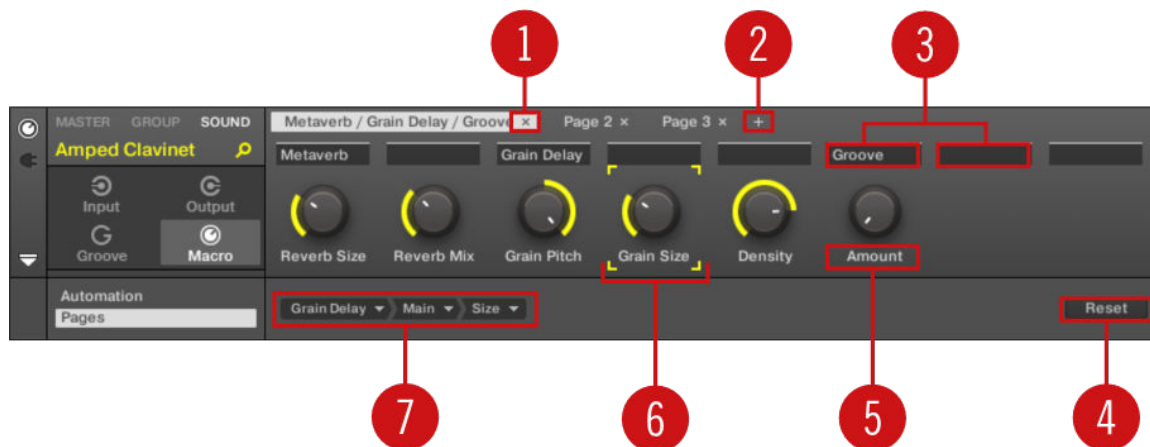 1 2 3
MASTER GROUP SOUND Metaverb / Grain Delay / Groove × Page 2 × Page 3 × +
Amped Clavinet Metaverb Grain Delay Groove
Input Output
Groove Macro Reverb Size Reverb Mix Grain Pitch Grain Size Density Amount
Automation
Pages Grain Delay Main Size Reset
7 6 5 4